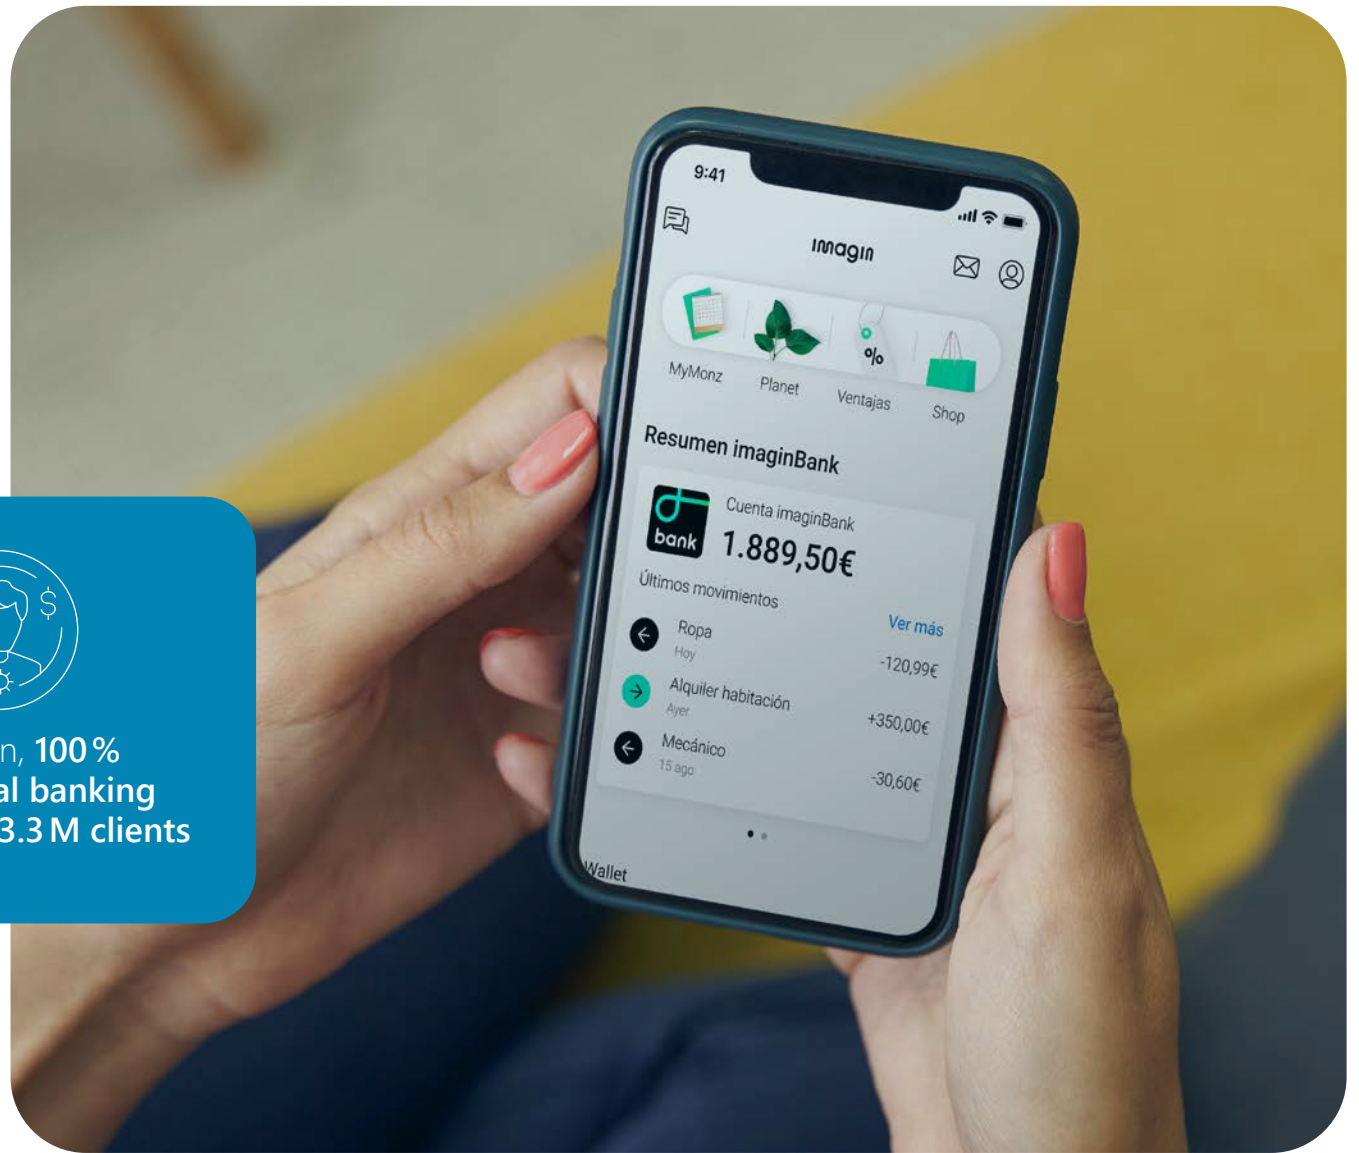 9:41
imagin
%
MyMonz
Planet
Ventajas
Shop
Resumen imaginBank
bank
Cuenta imaginBank
1.889,50€
Últimos movimientos
Ver más
Ropa
-120,99€
Hoy
Alquiler habitación
+350,00€
Ayer
Mecánico
-30,60€
15 ago
Wallet
$
n, 100 %
al banking
3.3 M clients